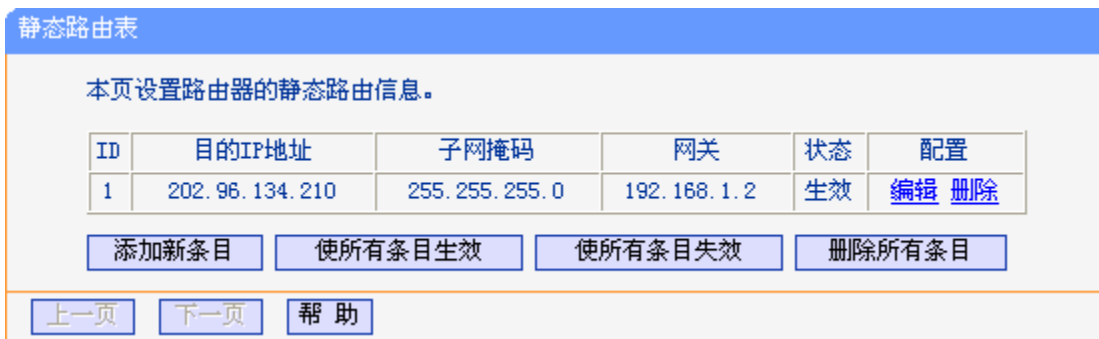 静态路由表
本页设置路由器的静态路由信息。
ID 目的IP地址 子网掩码 网关 状态 配置
1 202.96.134.210 255.255.255.0 192.168.1.2 生效 编辑 删除
添加新条目 使所有条目生效 使所有条目失效 删除所有条目
上一页 下一页 帮 助